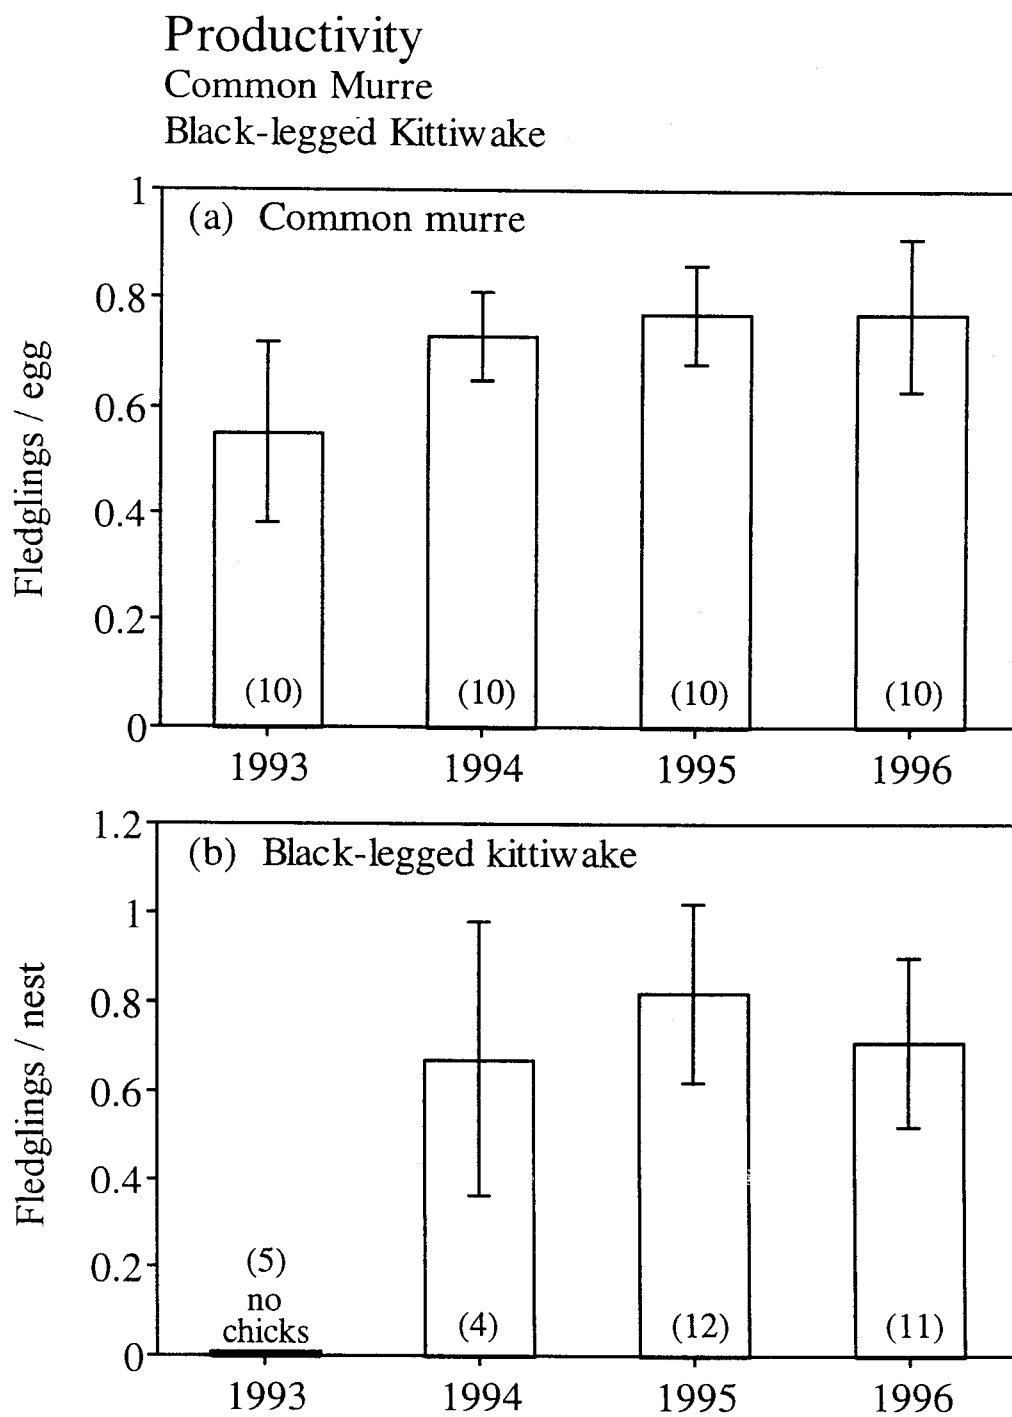 Productivity
Common Murre
Black-legged Kittiwake
(a) Common murre
Fledglings / egg
1
0.8
0.6
0.4
0.2
0
(10) (10) (10) (10)
1993 1994 1995 1996
(b) Black-legged kittiwake
Fledglings / nest
1.2
1
0.8
0.6
0.4
0.2
0
(5)
no
chicks
(4) (12) (11)
1993 1994 1995 1996